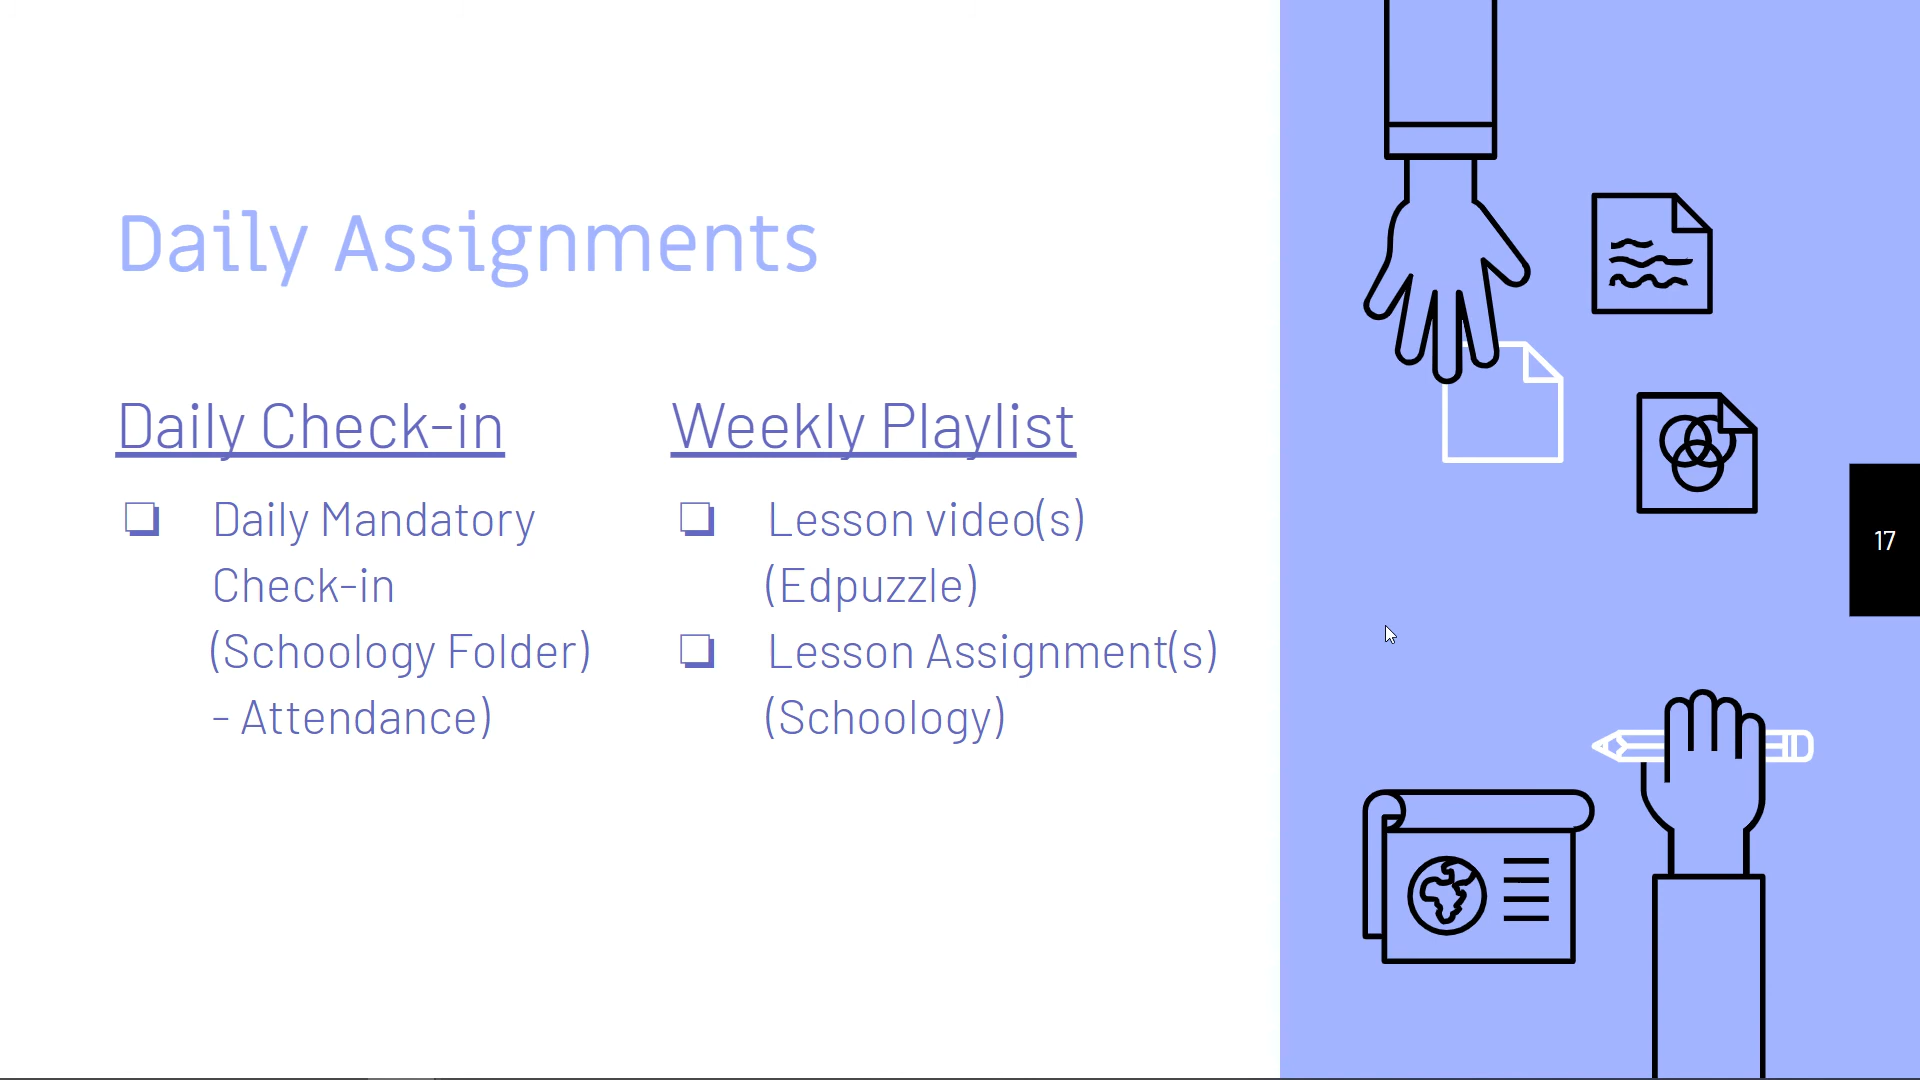 Daily Assignments
Daily Check-in
❏ Daily Mandatory
Check-in
(Schoology Folder)
- Attendance)
Weekly Playlist
❏ Lesson video(s)
(Edpuzzle)
❏ Lesson Assignment(s)
(Schoology)
17